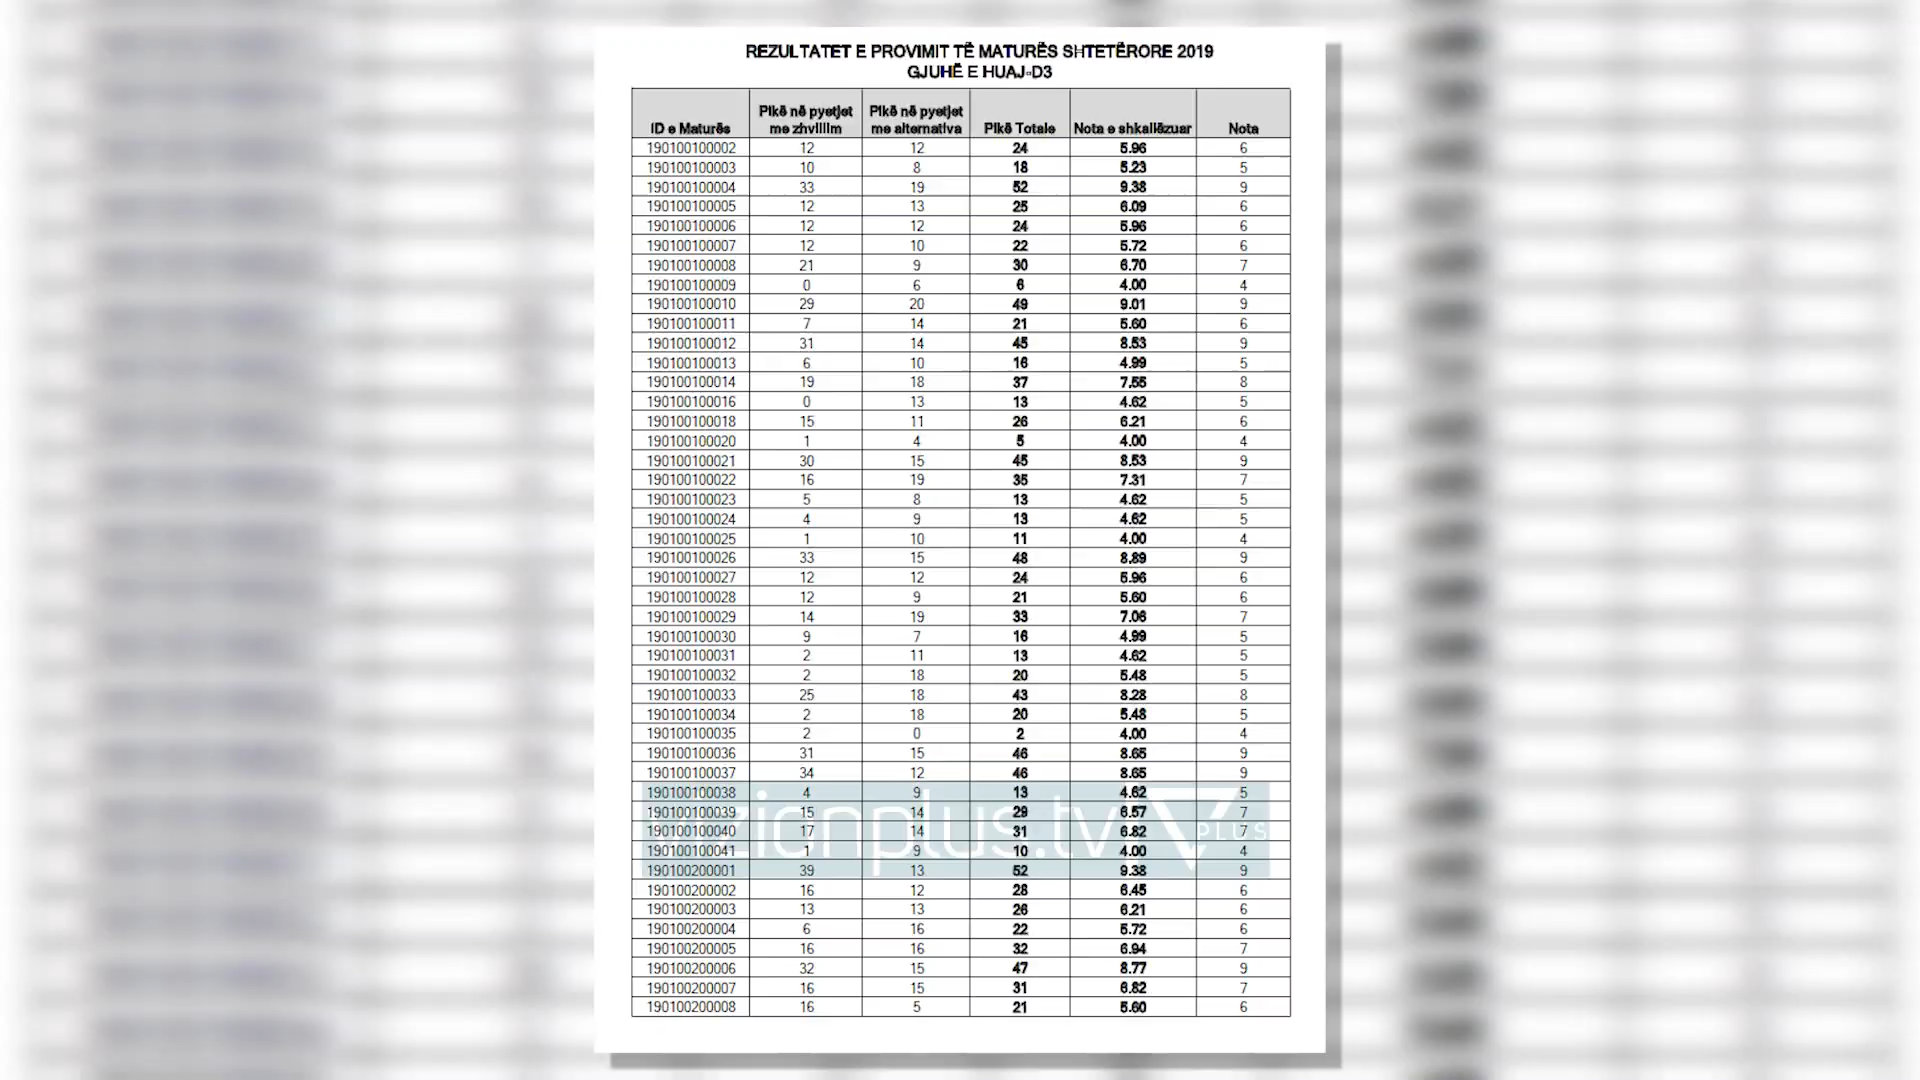 REZULTATET E PROVIMIT TË MATURËS SHTETËRORE 2019
GJUHË E HUAJ-D3
ID e Maturës Pikë në pyetjet me zhvillim Pikë në pyetjet me alternativa Pikë Totale Nota e shkallëzuar Nota
190100100002 12 12 24 5.96 6
190100100003 10 8 18 5.23 5
190100100004 33 19 52 9.38 9
190100100005 12 13 25 6.09 6
190100100006 12 12 24 5.96 6
190100100007 12 10 22 5.72 6
190100100008 21 9 30 6.70 7
190100100009 0 6 6 4.00 4
190100100010 29 20 49 9.01 9
190100100011 7 14 21 5.60 6
190100100012 31 14 45 8.53 9
190100100013 6 10 16 4.99 5
190100100014 19 18 37 7.55 8
190100100016 0 13 13 4.62 5
190100100018 15 11 26 6.21 6
190100100020 1 4 5 4.00 4
190100100021 30 15 45 8.53 9
190100100022 16 19 35 7.31 7
190100100023 5 8 13 4.62 5
190100100024 4 9 13 4.62 5
190100100025 1 10 11 4.00 4
190100100026 33 15 48 8.89 9
190100100027 12 12 24 5.96 6
190100100028 12 9 21 5.60 6
190100100029 14 19 33 7.06 7
190100100030 9 7 16 4.99 5
190100100031 2 11 13 4.62 5
190100100032 2 18 20 5.48 5
190100100033 25 18 43 8.28 8
190100100034 2 18 20 5.48 5
190100100035 2 0 2 4.00 4
190100100036 31 15 46 8.65 9
190100100037 34 12 46 8.65 9
190100100038 4 9 13 4.62 5
190100100039 15 14 29 6.57 7
190100100040 17 14 31 6.82 7
190100100041 1 9 10 4.00 4
190100200001 39 13 52 9.38 9
190100200002 16 12 28 6.45 6
190100200003 13 13 26 6.21 6
190100200004 6 16 22 5.72 6
190100200005 16 16 32 6.94 7
190100200006 32 15 47 8.77 9
190100200007 16 15 31 6.82 7
190100200008 16 5 21 5.60 6
vizionplus.tv
PLUS